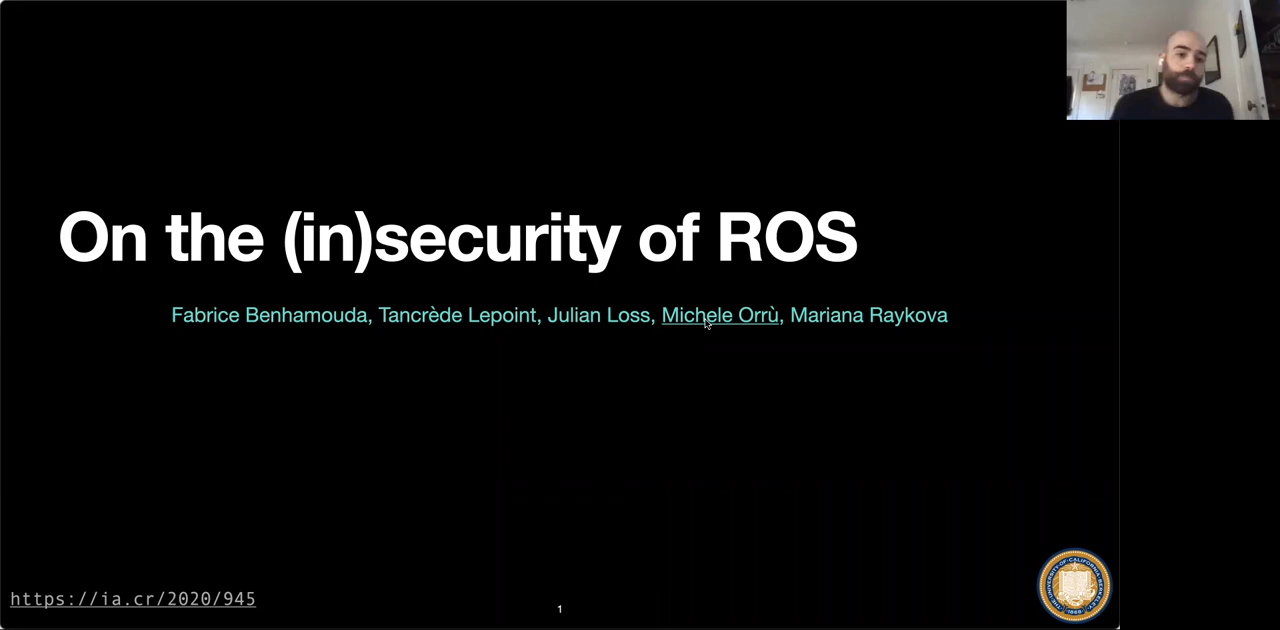 On the (in)security of ROS
Fabrice Benhamouda, Tancrède Lepoint, Julian Loss, Michele Orrù, Mariana Raykova
https://ia.cr/2020/945
1